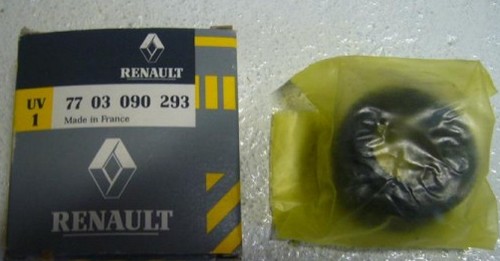 RENAULT
UV 77 03 090 293
1 Made in France
RENAULT